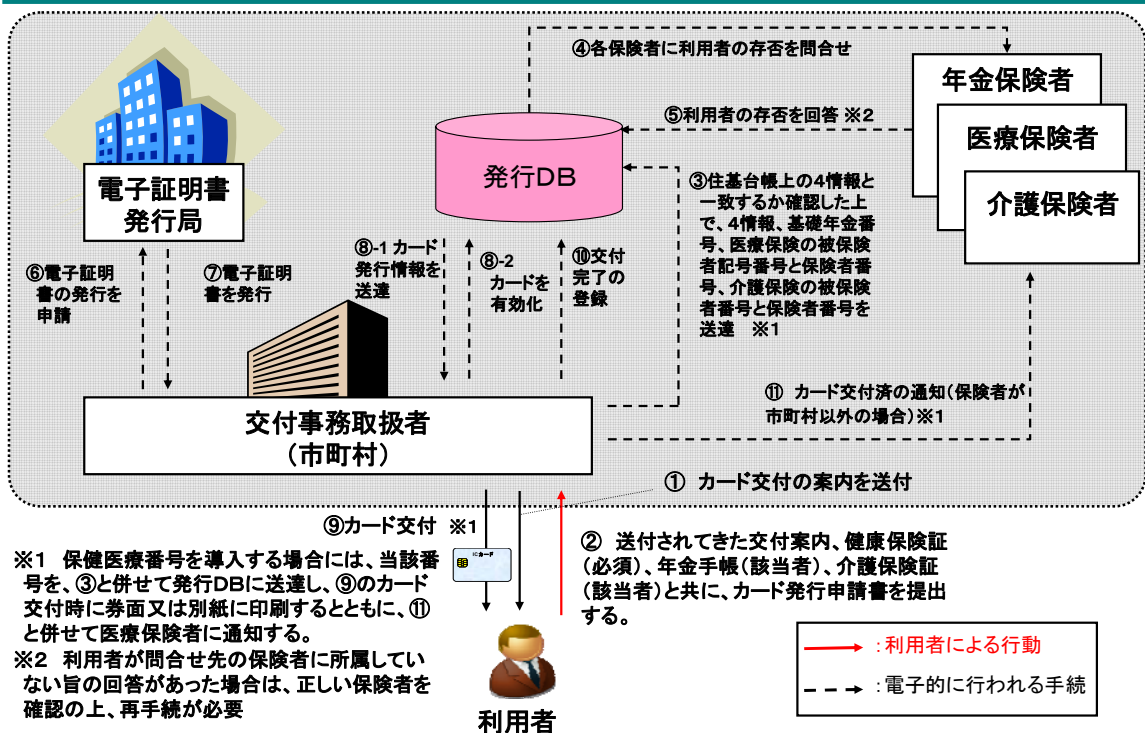 ④各保険者に利用者の存否を問合せ
年金保険者
⑤利用者の存否を回答 ※2
医療保険者
介護保険者
電子証明書
発行局
発行DB
③住基台帳上の4情報と
一致するか確認した上
で、4情報、基礎年金番
号、医療保険の被保険
者記号番号と保険者番
号、介護保険の被保険
者番号と保険者番号を
送達 ※1
⑥電子証明
書の発行を
申請
⑦電子証明
書を発行
⑧-1 カード
発行情報を
送達
⑧-2
カードを
有効化
⑩交付
完了の
登録
⑪ カード交付済の通知(保険者が
市町村以外の場合)※1
交付事務取扱者
(市町村)
① カード交付の案内を送付
⑨カード交付 ※1
ICカード
② 送付されてきた交付案内、健康保険証
(必須)、年金手帳(該当者)、介護保険証
(該当者)と共に、カード発行申請書を提出
する。
※1 保健医療番号を導入する場合には、当該番
号を、③と併せて発行DBに送達し、⑨のカード
交付時に券面又は別紙に印刷するとともに、⑪
と併せて医療保険者に通知する。
※2 利用者が問合せ先の保険者に所属してい
ない旨の回答があった場合は、正しい保険者を
確認の上、再手続が必要
利用者
:利用者による行動
:電子的に行われる手続